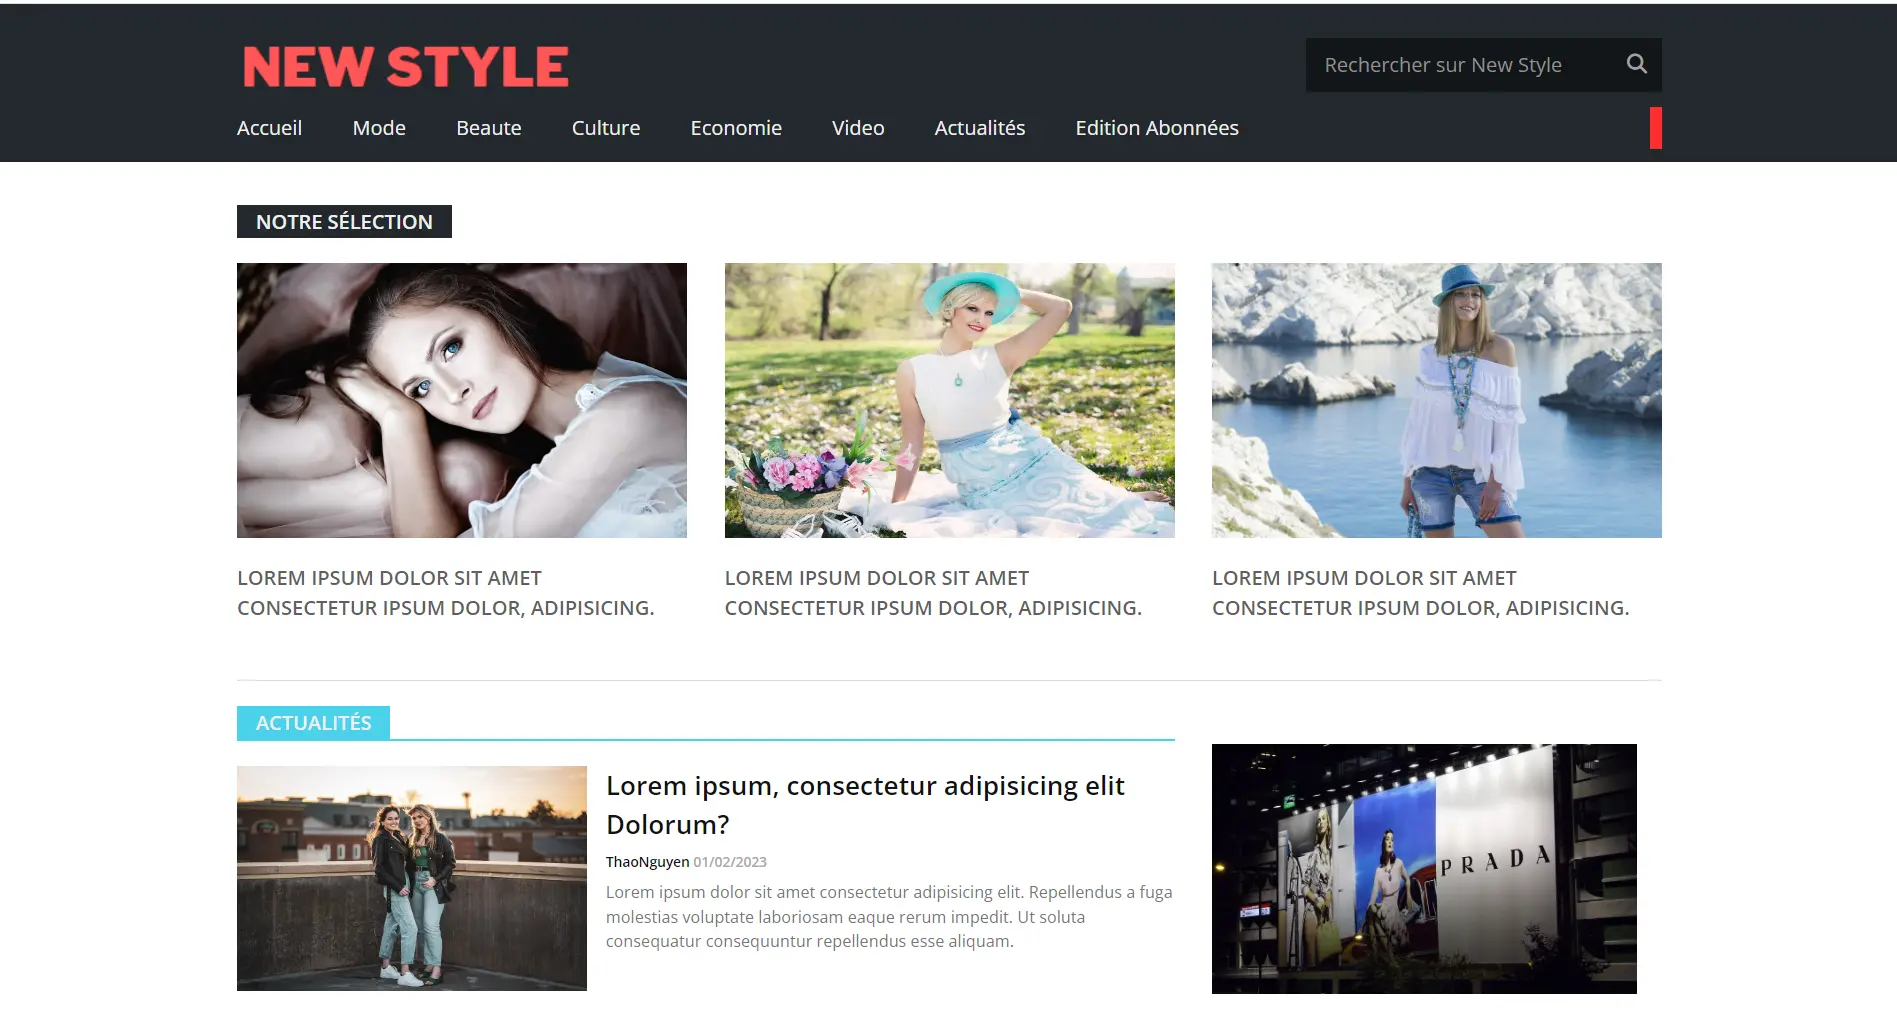 NEW STYLE
Rechercher sur New Style
Accueil Mode Beaute Culture Economie Video Actualités Edition Abonnées
NOTRE SÉLECTION
LOREM IPSUM DOLOR SIT AMET
CONSECTETUR IPSUM DOLOR, ADIPISICING.
LOREM IPSUM DOLOR SIT AMET
CONSECTETUR IPSUM DOLOR, ADIPISICING.
LOREM IPSUM DOLOR SIT AMET
CONSECTETUR IPSUM DOLOR, ADIPISICING.
ACTUALITÉS
Lorem ipsum, consectetur adipisicing elit
Dolorum?
ThaoNguyen 01/02/2023
Lorem ipsum dolor sit amet consectetur adipisicing elit. Repellendus a fuga
molestias voluptate laboriosam eaque rerum impedit. Ut soluta
consequatur consequuntur repellendus esse aliquam.
PRADA